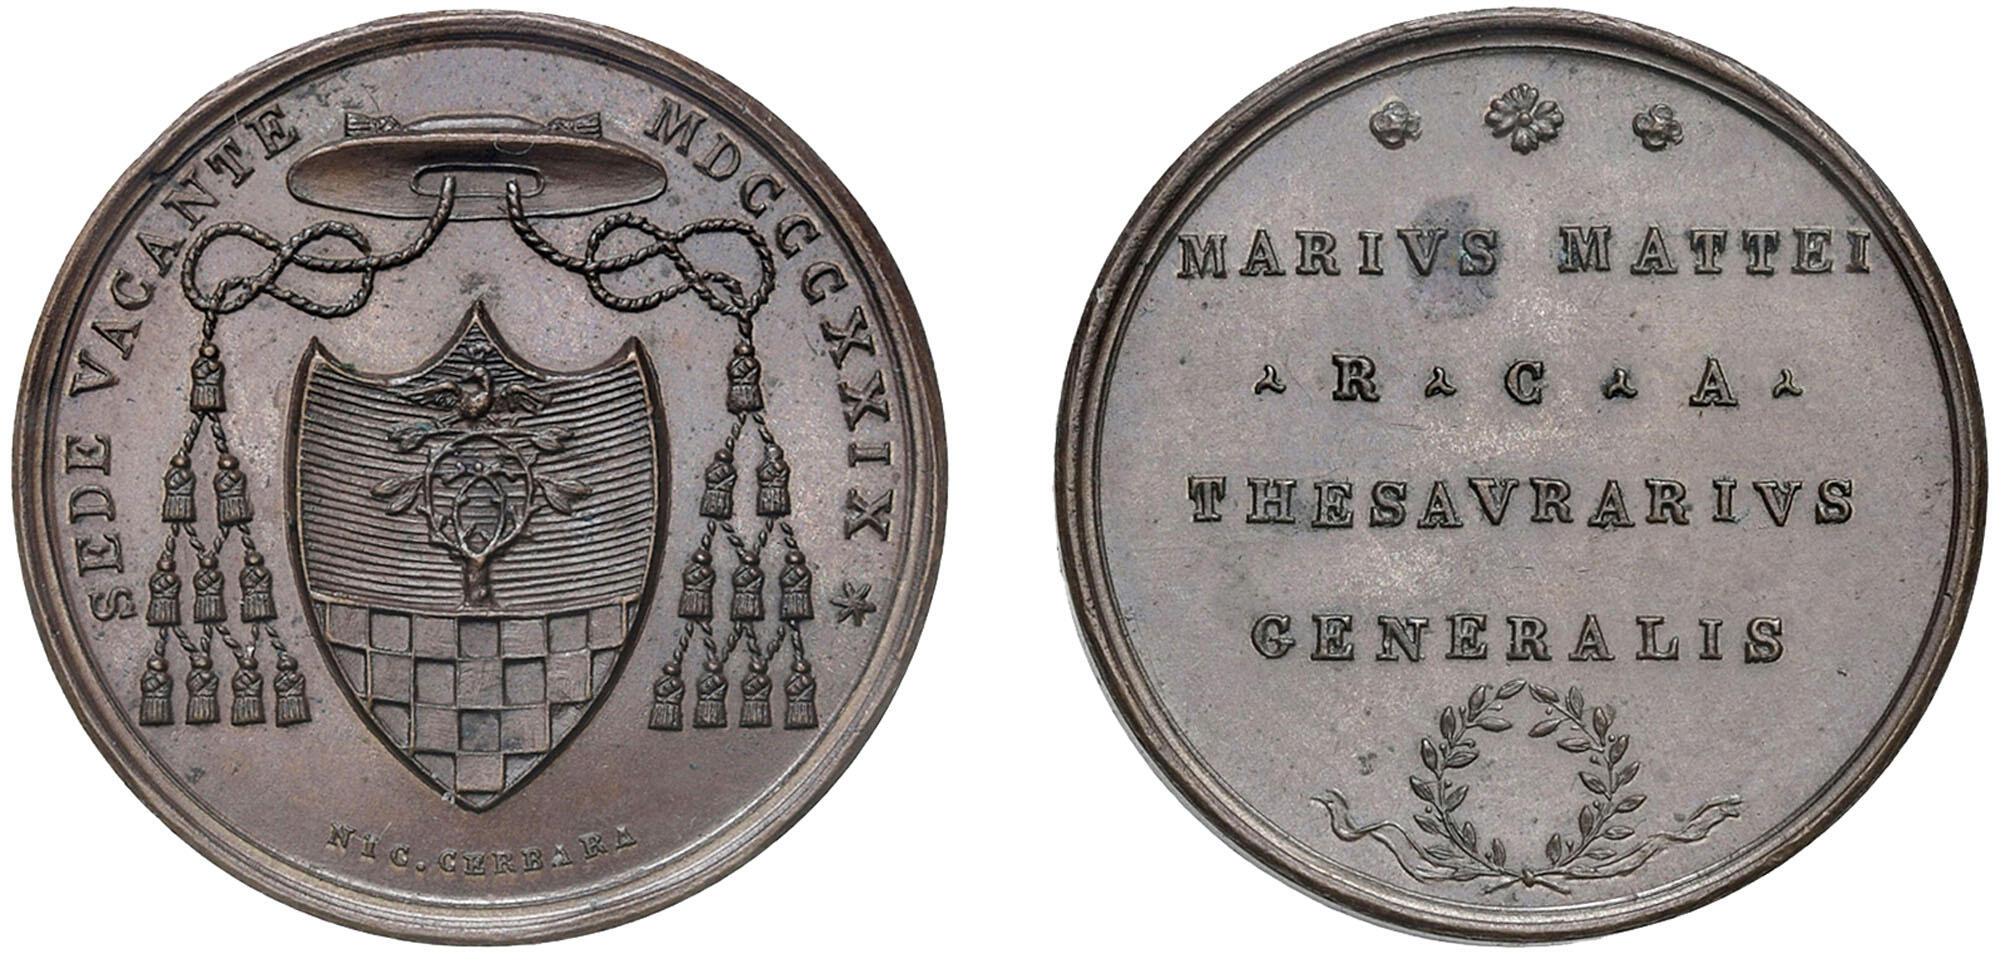 SEDE VACANTE MDCCCXXIX *
NIC. CERBARA
MARIVS MATTEI
R C A
THESAVRARIVS
GENERALIS